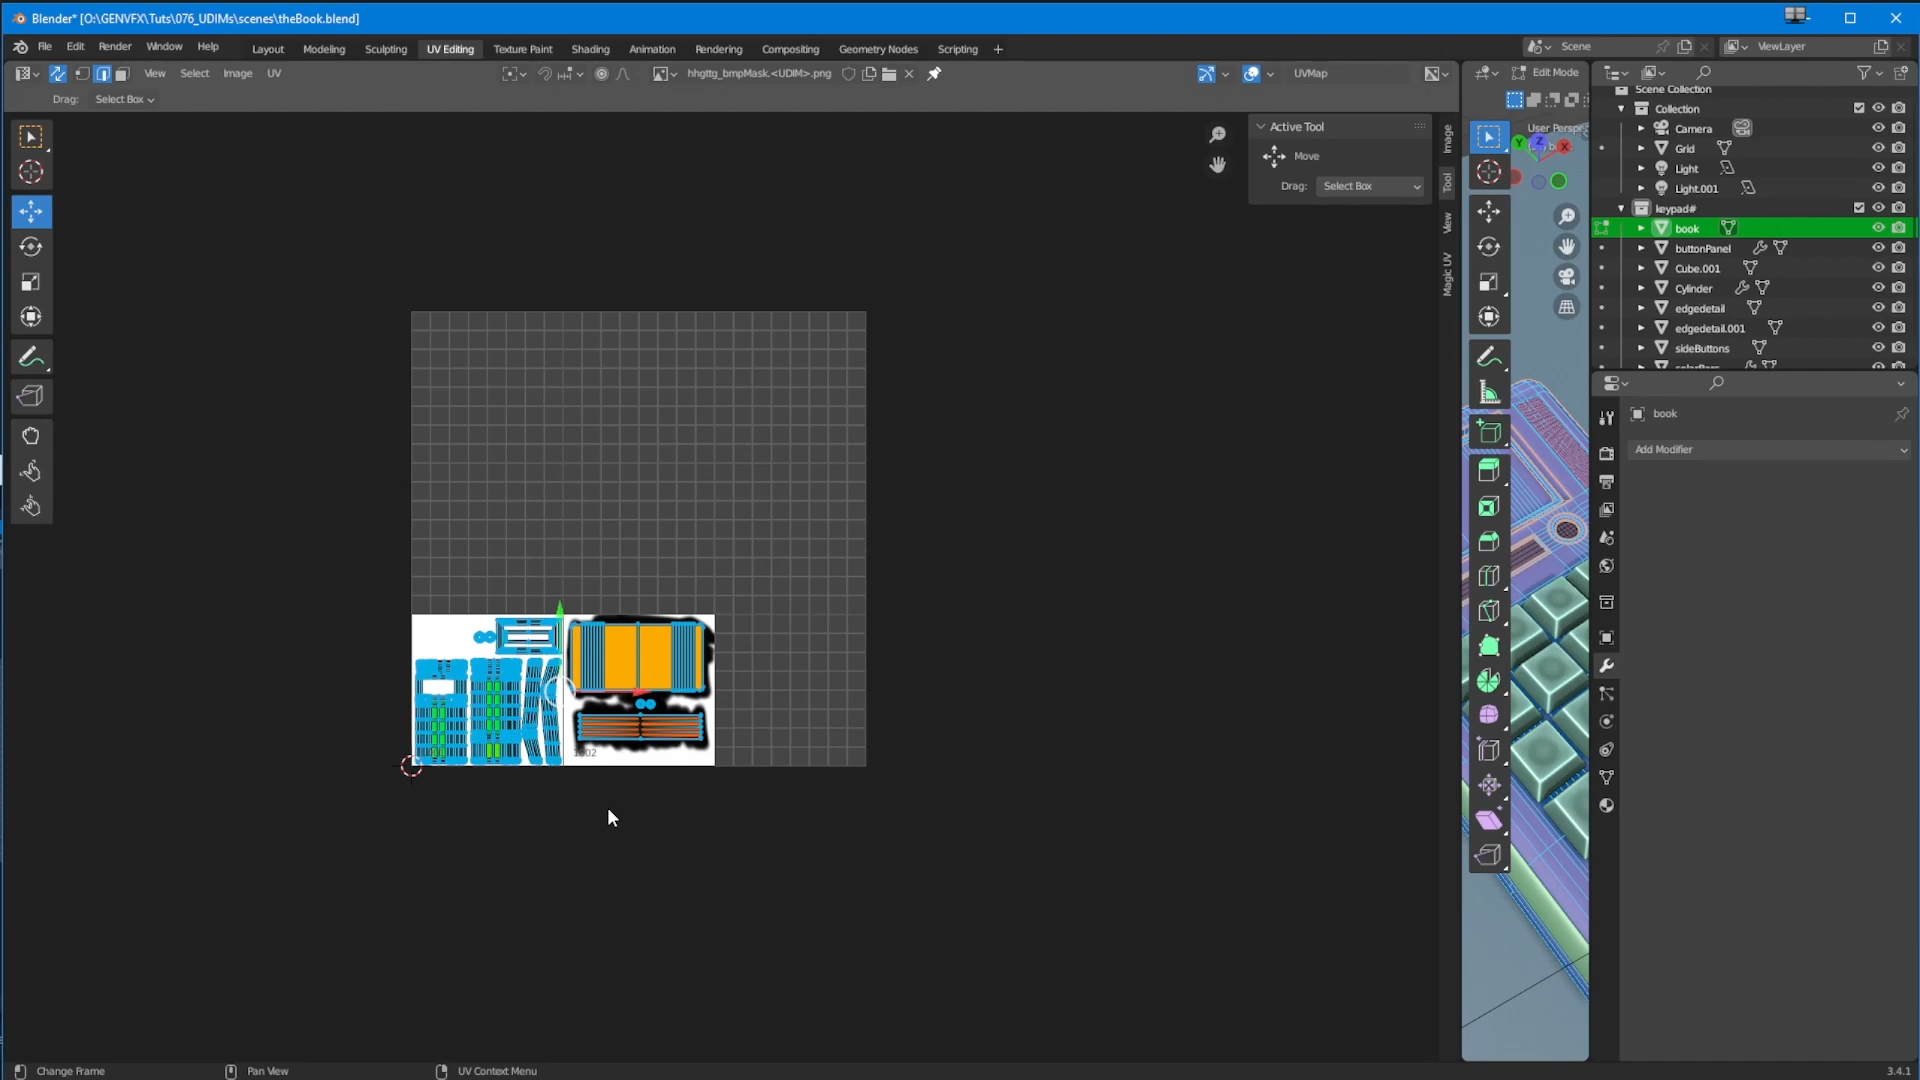 Blender* [O:\GENVFX\Tuts\076_UDIMs\scenes\theBook.blend]
File Edit Render Window Help Layout Modeling Sculpting UV Editing Texture Paint Shading Animation Rendering Compositing Geometry Nodes Scripting + Scene ViewLayer
View Select Image UV hhgttg_bmpMask.<UDIM>.png UVMap Edit Mode
Drag: Select Box
Scene Collection
Collection
Camera
Grid
Light
Light.001
keypad#
book
buttonPanel
Cube.001
Cylinder
edgedetail
edgedetail.001
sideButtons
Active Tool
Move
Drag: Select Box
Image
Tool
View
Magic UV
User Perspe
Y Z X
book
Add Modifier
Change Frame Pan View UV Context Menu 3.4.1